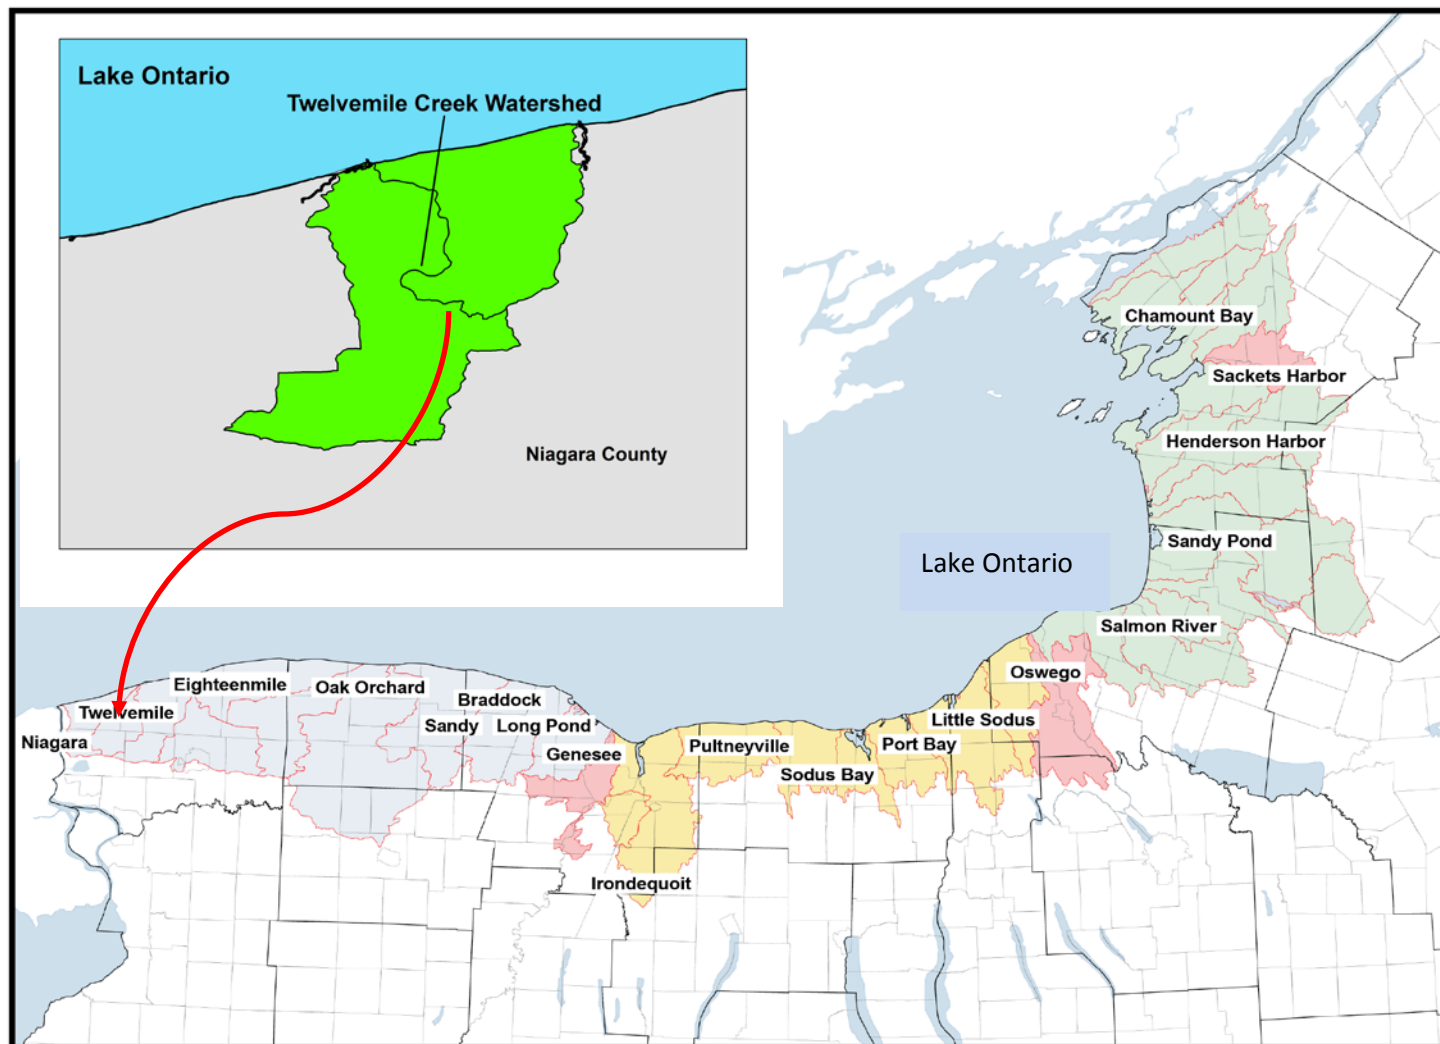 Lake Ontario
Twelvemile Creek Watershed
Niagara County
Chamount Bay
Sackets Harbor
Henderson Harbor
Sandy Pond
Lake Ontario
Salmon River
Oswego
Eighteenmile
Oak Orchard
Braddock
Twelvemile
Sandy
Long Pond
Little Sodus
Niagara
Genesee
Pultneyville
Port Bay
Sodus Bay
Irondequoit